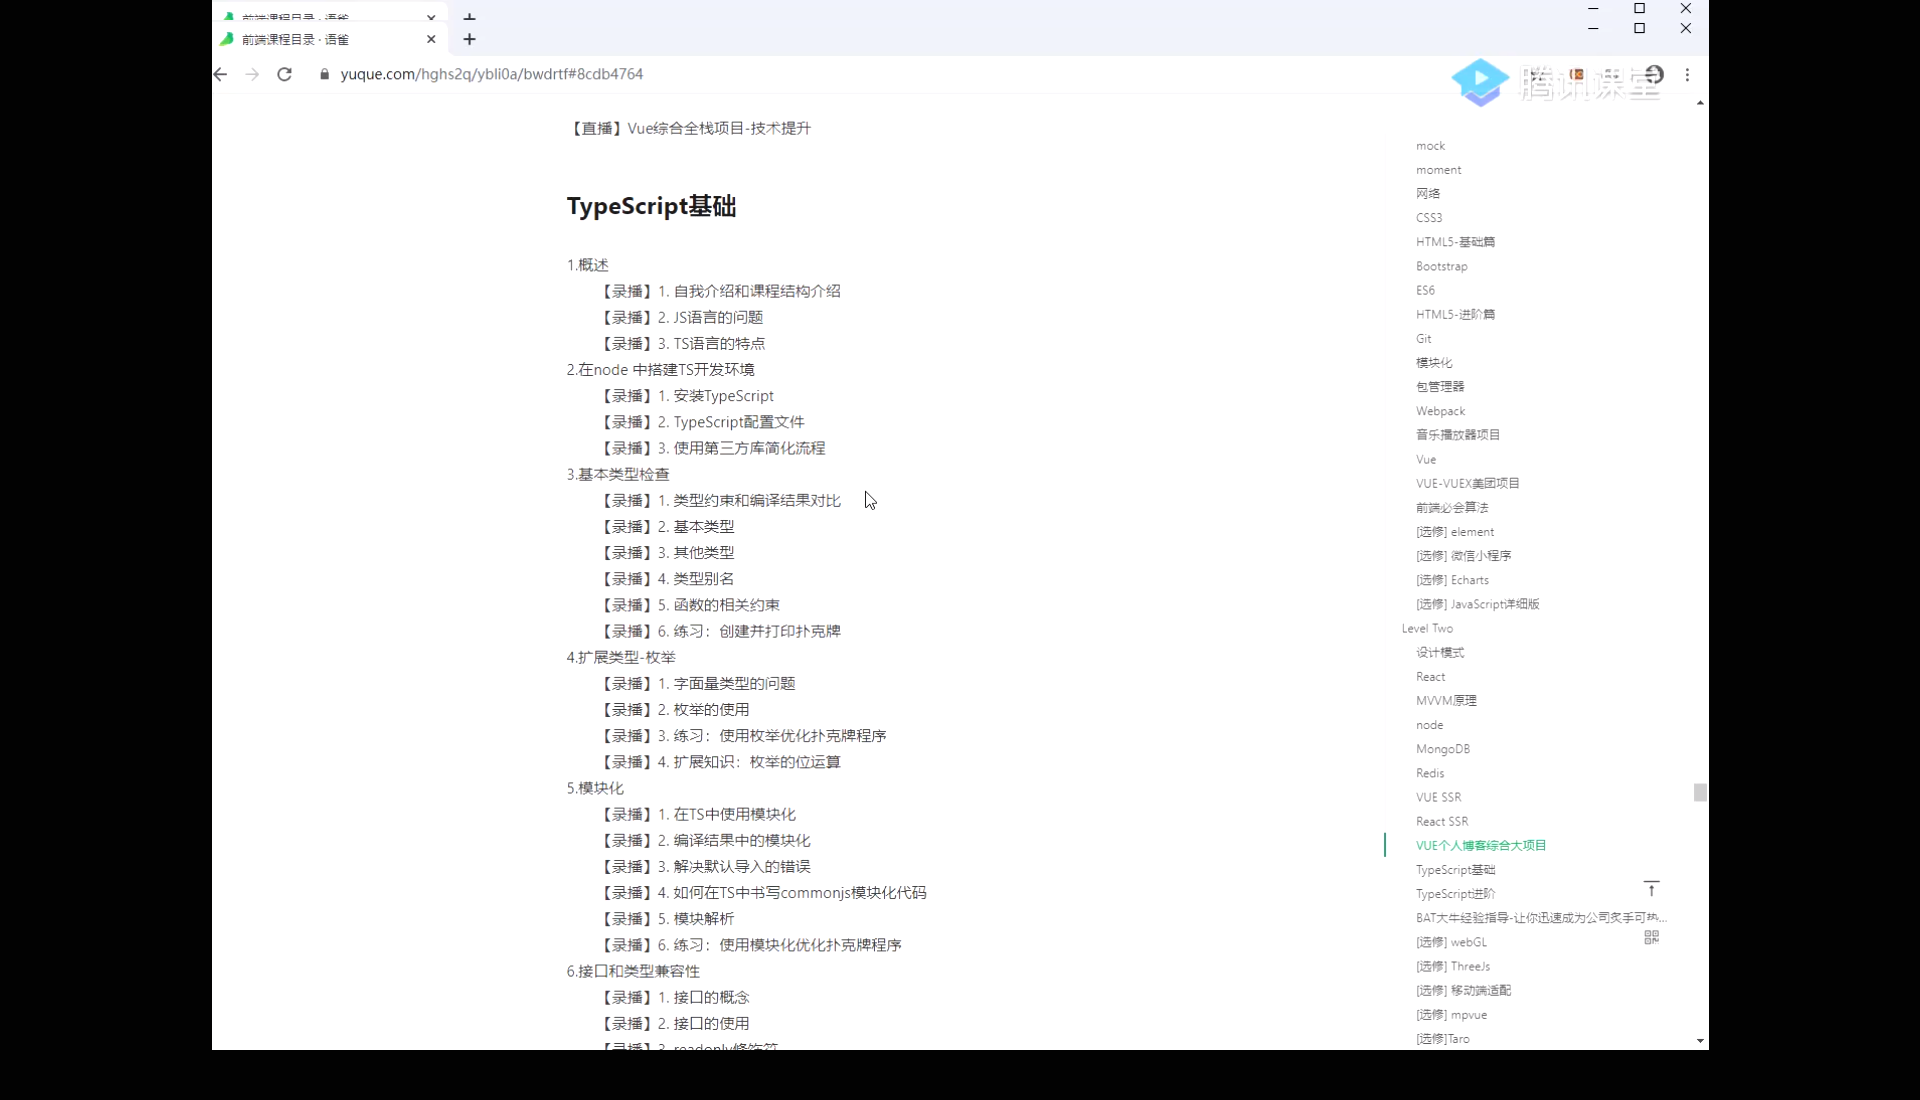 前端课程目录 · 语雀
前端课程目录 · 语雀
yuque.com/hghs2q/ybli0a/bwdrtf#8cdb4764
腾讯课堂
【直播】Vue综合全栈项目-技术提升
TypeScript基础
1.概述
【录播】1. 自我介绍和课程结构介绍
【录播】2. JS语言的问题
【录播】3. TS语言的特点
2.在node 中搭建TS开发环境
【录播】1. 安装TypeScript
【录播】2. TypeScript配置文件
【录播】3. 使用第三方库简化流程
3.基本类型检查
【录播】1. 类型约束和编译结果对比
【录播】2. 基本类型
【录播】3. 其他类型
【录播】4. 类型别名
【录播】5. 函数的相关约束
【录播】6. 练习：创建并打印扑克牌
4.扩展类型-枚举
【录播】1. 字面量类型的问题
【录播】2. 枚举的使用
【录播】3. 练习：使用枚举优化扑克牌程序
【录播】4. 扩展知识：枚举的位运算
5.模块化
【录播】1. 在TS中使用模块化
【录播】2. 编译结果中的模块化
【录播】3. 解决默认导入的错误
【录播】4. 如何在TS中书写commonjs模块化代码
【录播】5. 模块解析
【录播】6. 练习：使用模块化优化扑克牌程序
6.接口和类型兼容性
【录播】1. 接口的概念
【录播】2. 接口的使用
【录播】3. readonly修饰符
mock
moment
网络
CSS3
HTML5-基础篇
Bootstrap
ES6
HTML5-进阶篇
Git
模块化
包管理器
Webpack
音乐播放器项目
Vue
VUE-VUEX美团项目
前端必会算法
[选修] element
[选修] 微信小程序
[选修] Echarts
[选修] JavaScript详细版
Level Two
设计模式
React
MVVM原理
node
MongoDB
Redis
VUE SSR
React SSR
VUE个人博客综合大项目
TypeScript基础
TypeScript进阶
BAT大牛经验指导-让你迅速成为公司炙手可热...
[选修] webGL
[选修] ThreeJs
[选修] 移动端适配
[选修] mpvue
[选修]Taro